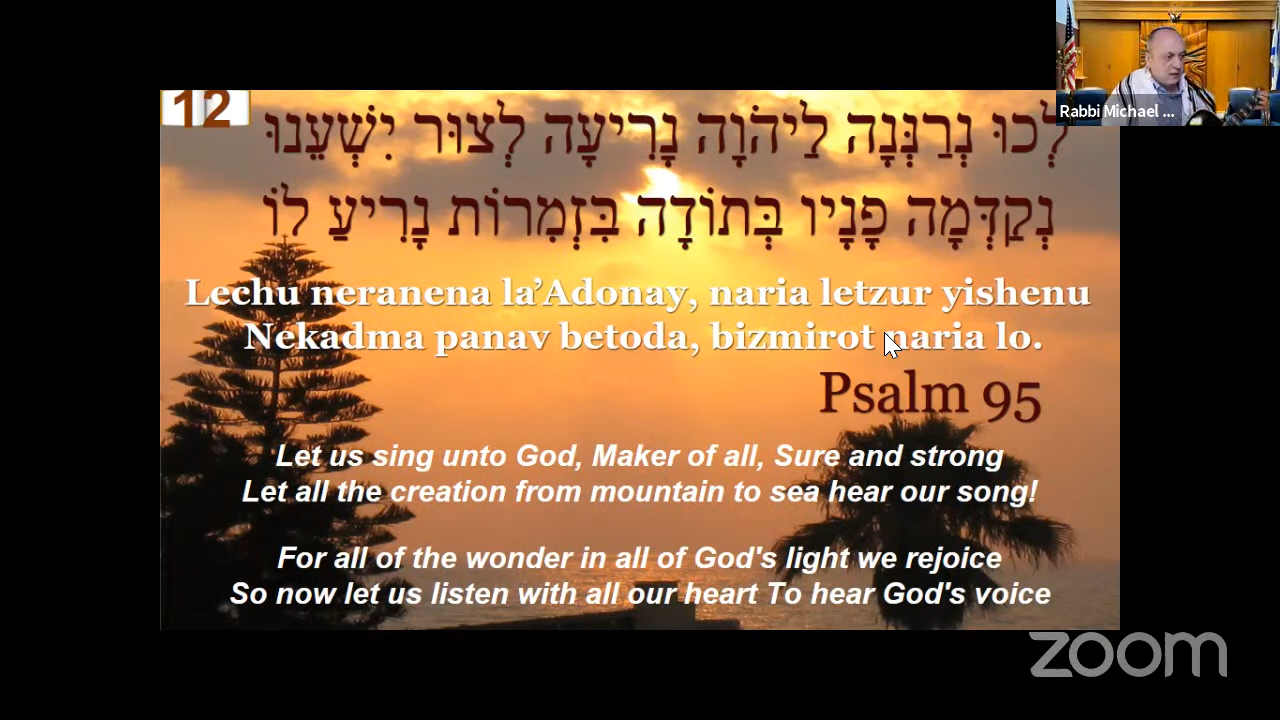 12
לְכוּ נְרַנְּנָה לַיהֹוָה נָרִיעָה לְצוּר יִשְׁעֵנוּ
נְקַדְּמָה פָנָיו בְּתוֹדָה בִּזְמִרוֹת נָרִיעַ לוֹ
Lechu neranena la’Adonay, naria letzur yishenu
Nekadma panav betoda, bizmirot naria lo.
Psalm 95
Let us sing unto God, Maker of all, Sure and strong
Let all the creation from mountain to sea hear our song!
For all of the wonder in all of God's light we rejoice
So now let us listen with all our heart To hear God's voice
Rabbi Michael ...
zoom